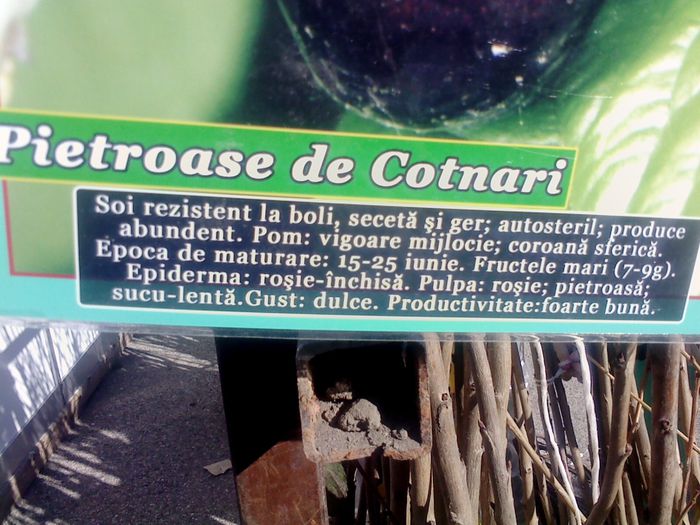 Pietroase de Cotnari
Soi rezistent la boli, secetă şi ger; autosteril; produce
abundent. Pom: vigoare mijlocie; coroană sferică.
Epoca de maturare: 15-25 iunie. Fructele mari (7-9g).
Epiderma: roşie-închisă. Pulpa: roşie; pietroasă;
sucu-lentă.Gust: dulce. Productivitate:foarte bună.